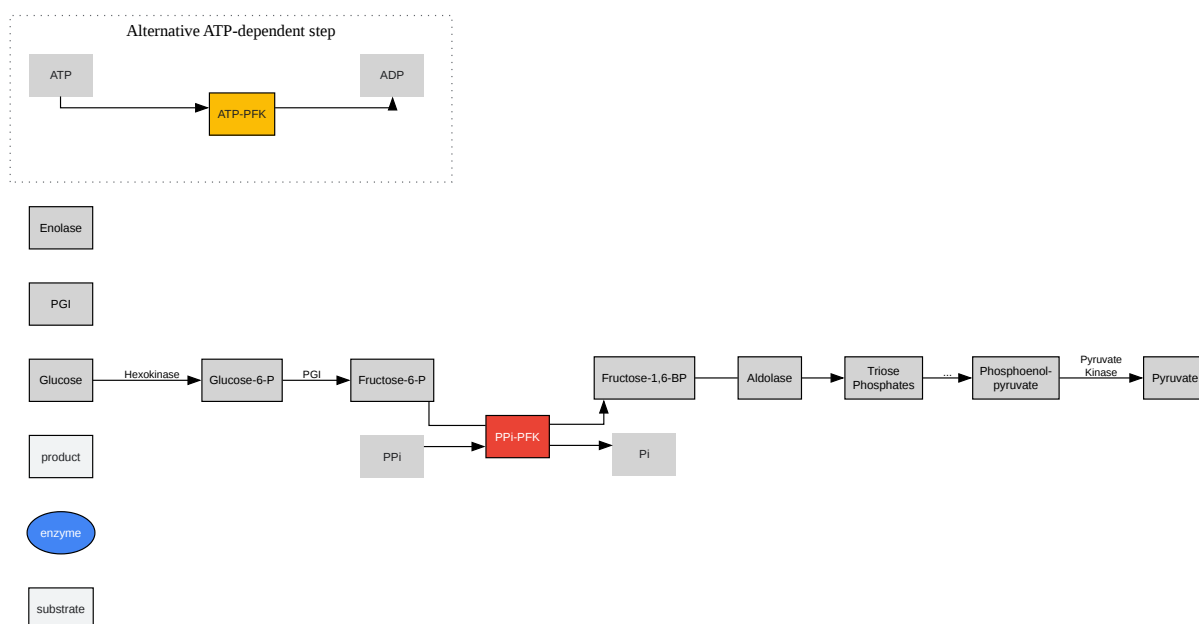 Alternative ATP-dependent step
ATP
ADP
ATP-PFK
Enolase
PGI
Glucose
Hexokinase
Glucose-6-P
PGI
Fructose-6-P
PPi-PFK
PPi
Pi
Fructose-1,6-BP
Aldolase
Triose
Phosphates
...
Phosphoenol-
pyruvate
Pyruvate
Kinase
Pyruvate
product
enzyme
substrate